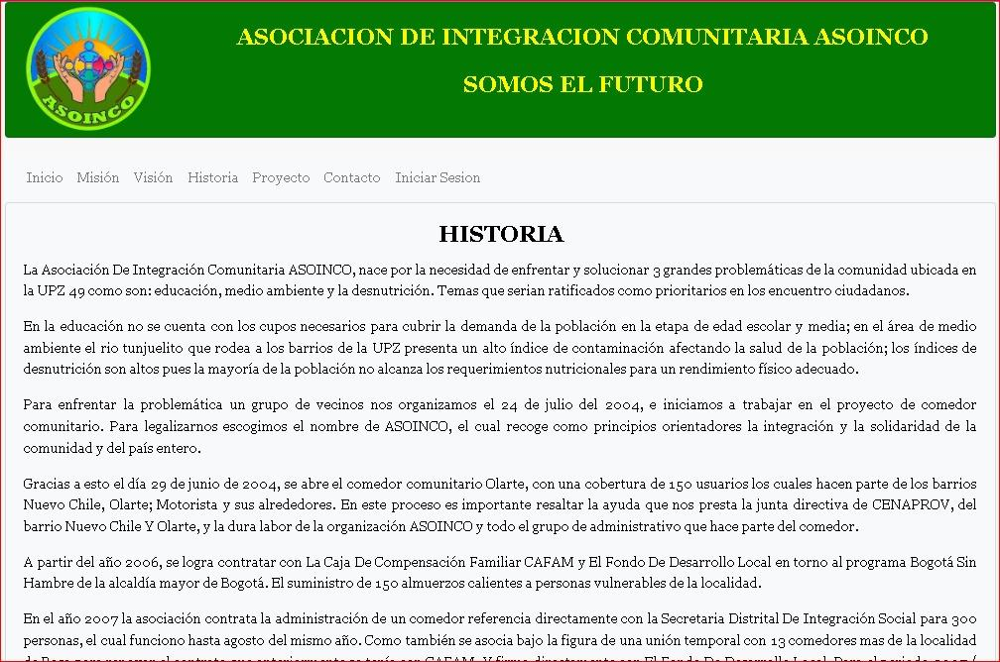 ASOCIACION DE INTEGRACION COMUNITARIA ASOINCO
SOMOS EL FUTURO
ASOINCO
Inicio Misión Visión Historia Proyecto Contacto Iniciar Sesion
HISTORIA
La Asociación De Integración Comunitaria ASOINCO, nace por la necesidad de enfrentar y solucionar 3 grandes problemáticas de la comunidad ubicada en
la UPZ 49 como son: educación, medio ambiente y la desnutrición. Temas que serian ratificados como prioritarios en los encuentro ciudadanos.
En la educación no se cuenta con los cupos necesarios para cubrir la demanda de la población en la etapa de edad escolar y media; en el área de medio
ambiente el rio tunjuelito que rodea a los barrios de la UPZ presenta un alto índice de contaminación afectando la salud de la población; los índices de
desnutrición son altos pues la mayoría de la población no alcanza los requerimientos nutricionales para un rendimiento físico adecuado.
Para enfrentar la problemática un grupo de vecinos nos organizamos el 24 de julio del 2004, e iniciamos a trabajar en el proyecto de comedor
comunitario. Para legalizarnos escogimos el nombre de ASOINCO, el cual recoge como principios orientadores la integración y la solidaridad de la
comunidad y del país entero.
Gracias a esto el día 29 de junio de 2004, se abre el comedor comunitario Olarte, con una cobertura de 150 usuarios los cuales hacen parte de los barrios
Nuevo Chile, Olarte; Motorista y sus alrededores. En este proceso es importante resaltar la ayuda que nos presta la junta directiva de CENAPROV, del
barrio Nuevo Chile Y Olarte, y la dura labor de la organización ASOINCO y todo el grupo de administrativo que hace parte del comedor.
A partir del año 2006, se logra contratar con La Caja De Compensación Familiar CAFAM y El Fondo De Desarrollo Local en torno al programa Bogotá Sin
Hambre de la alcaldía mayor de Bogotá. El suministro de 150 almuerzos calientes a personas vulnerables de la localidad.
En el año 2007 la asociación contrata la administración de un comedor referencia directamente con la Secretaria Distrital De Integración Social para 300
personas, el cual funciono hasta agosto del mismo año. Como también se asocia bajo la figura de una unión temporal con 13 comedores mas de la localidad